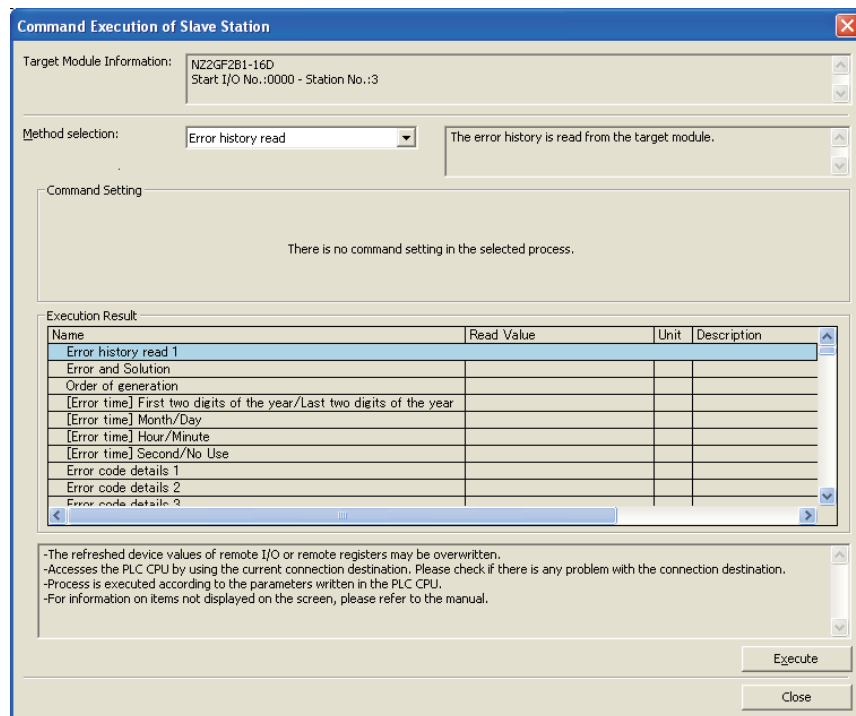 Command Execution of Slave Station
Target Module Information:
NZ2GF2B1-16D
Start I/O No.:0000 - Station No.:3
Method selection:
Error history read
The error history is read from the target module.
Command Setting
There is no command setting in the selected process.
Execution Result
Name Read Value Unit Description
Error history read 1
Error and Solution
Order of generation
[Error time] First two digits of the year/Last two digits of the year
[Error time] Month/Day
[Error time] Hour/Minute
[Error time] Second/No Use
Error code details 1
Error code details 2
Error code details 3
-The refreshed device values of remote I/O or remote registers may be overwritten.
-Accesses the PLC CPU by using the current connection destination. Please check if there is any problem with the connection destination.
-Process is executed according to the parameters written in the PLC CPU.
-For information on items not displayed on the screen, please refer to the manual.
Execute
Close